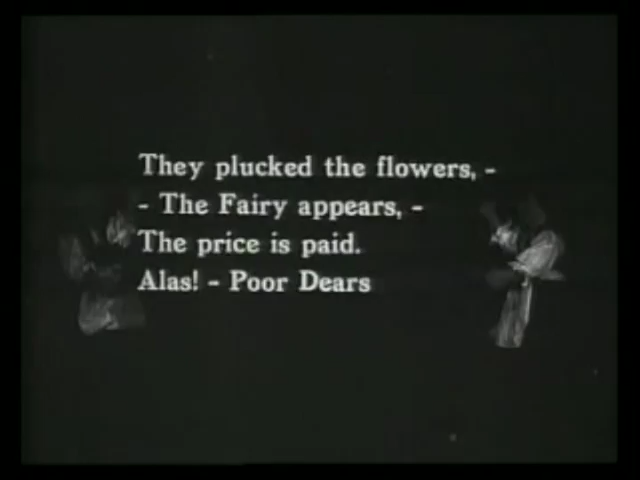 They plucked the flowers, -
- The Fairy appears, -
The price is paid.
Alas! - Poor Dears